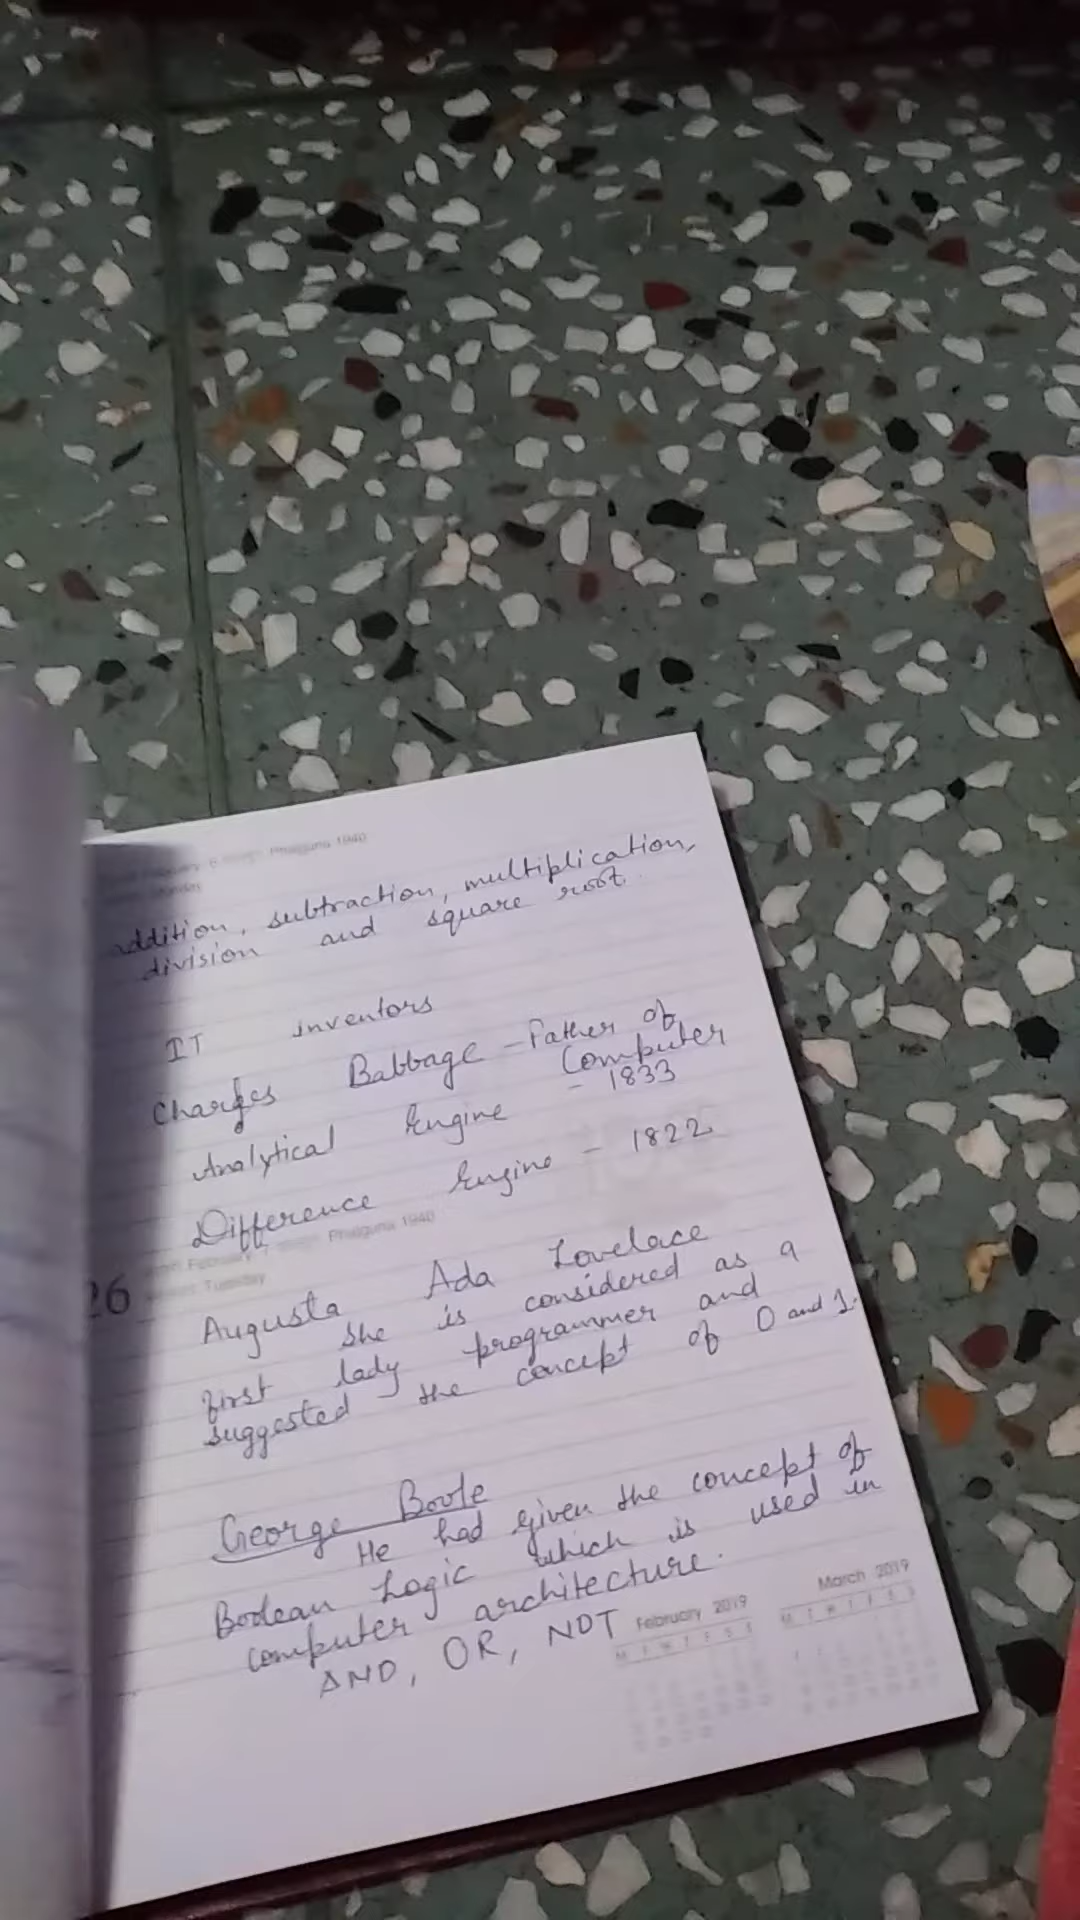 Phalguna 1940
addition, subtraction, multiplication,
division and square root.
IT inventors
Charles Babbage - Father of
Computer
Analytical Engine - 1833
Difference Engine - 1822.
February, Phalguna 1940
26 Tuesday
Augusta Ada Lovelace
She is considered as a
first lady programmer and
suggested the concept of 0 and 1.
George Boole
He had given the concept of
Boolean Logic which is used in
computer architecture.
AND, OR, NOT
February 2019
M T W T F S S
March 2019
M T W T F S S